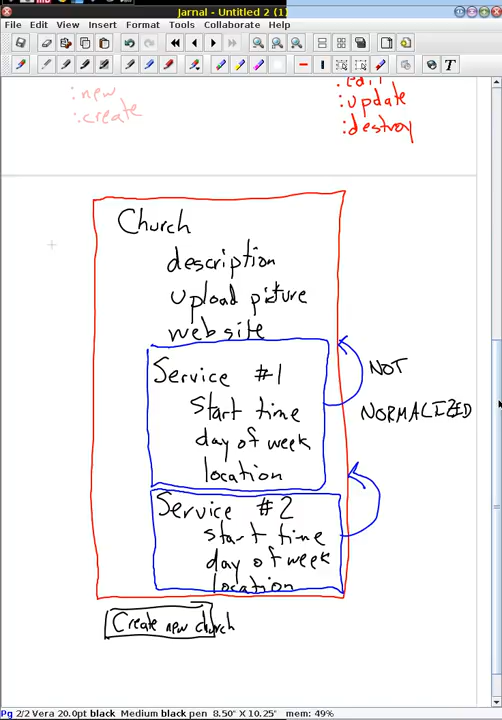 Jarnal - Untitled 2 (1)
File Edit View Insert Format Tools Collaborate Help
T
:new
:create
:edit
:update
:destroy
Church
description
upload picture
website
Service #1
start time
day of week
location
NOT
NORMALIZED
Service #2
start time
day of week
location
Create new church
Pg 2/2 Vera 20.0pt black Medium black pen 8.50" X 10.25" mem: 49%